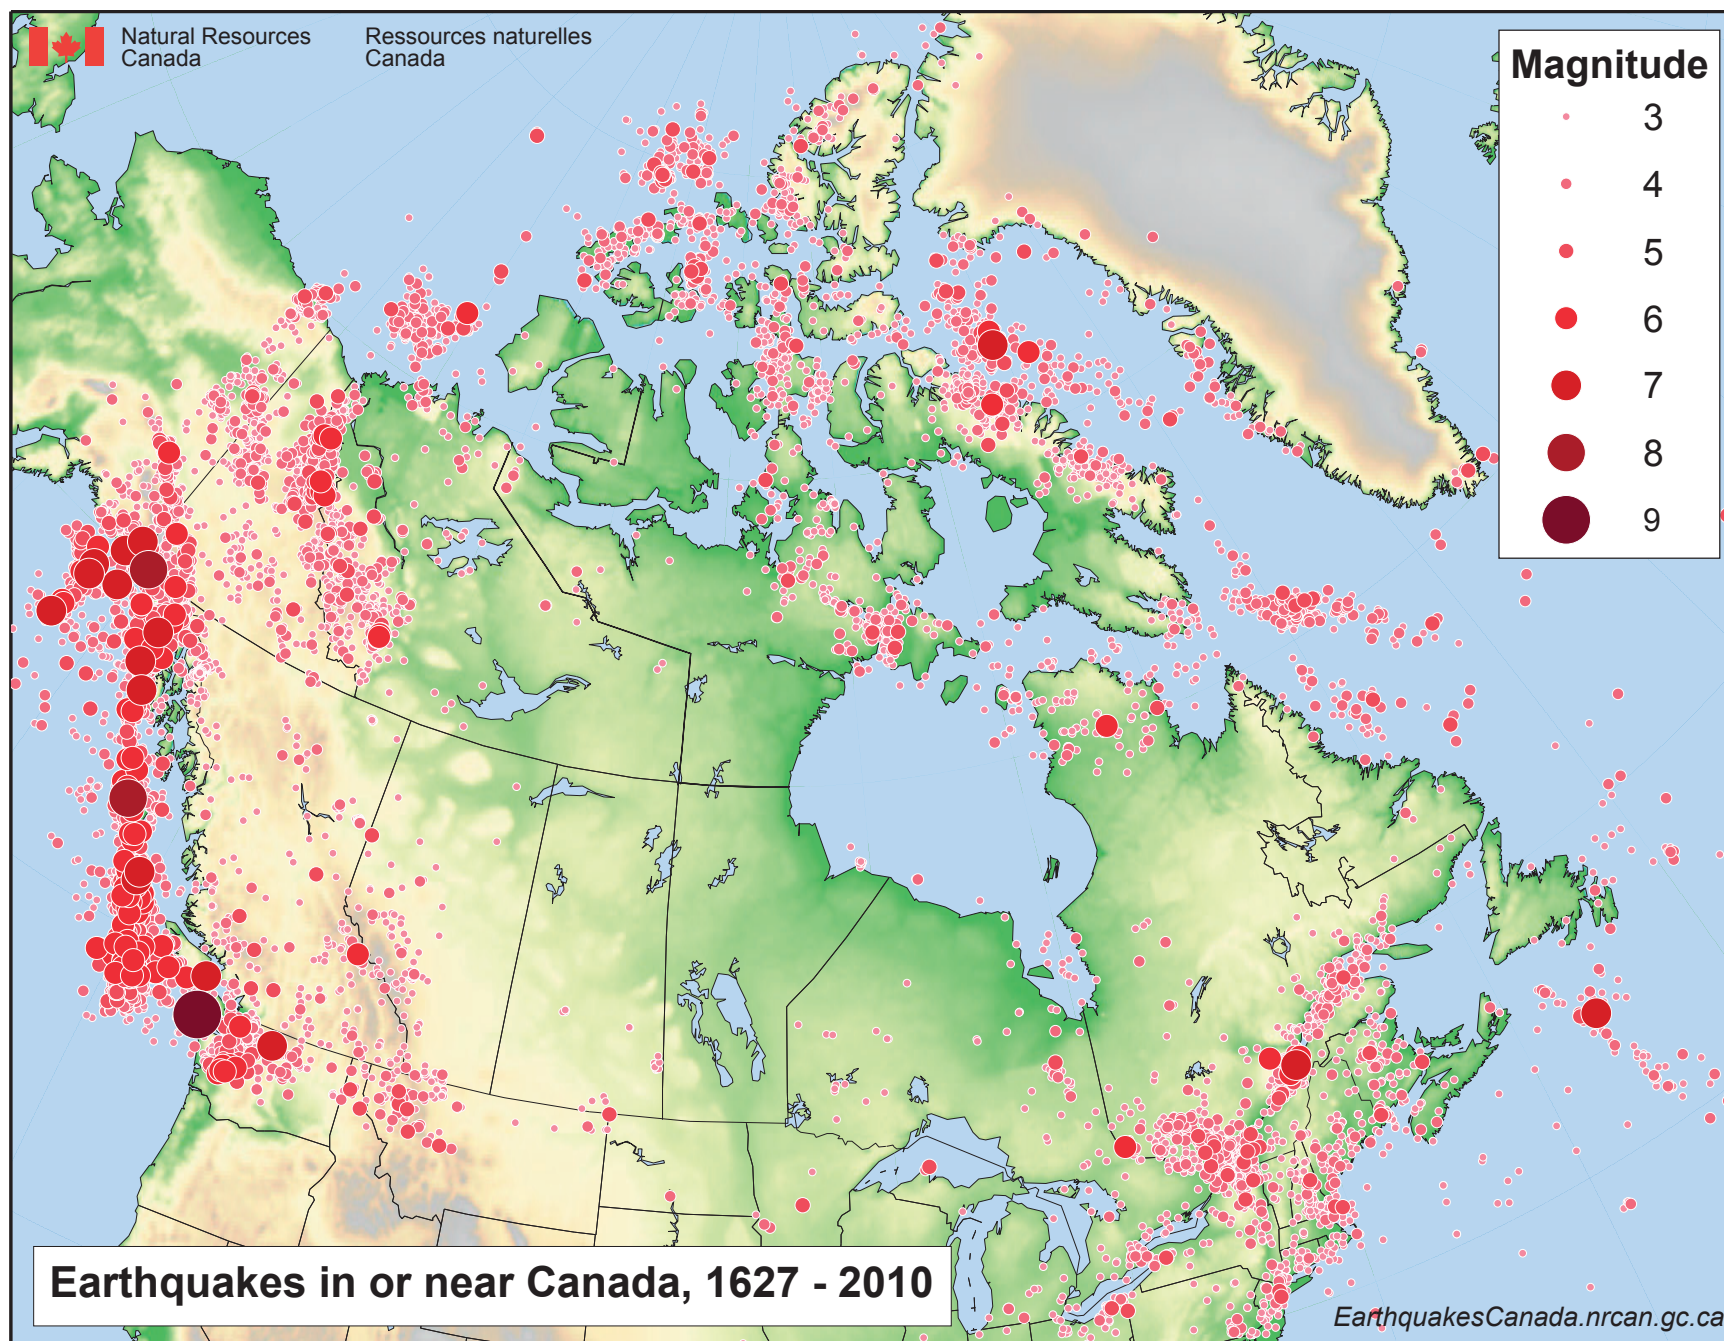 Natural Resources
Canada
Ressources naturelles
Canada
Magnitude
3
4
5
6
7
8
9
Earthquakes in or near Canada, 1627 - 2010
EarthquakesCanada.nrcan.gc.ca